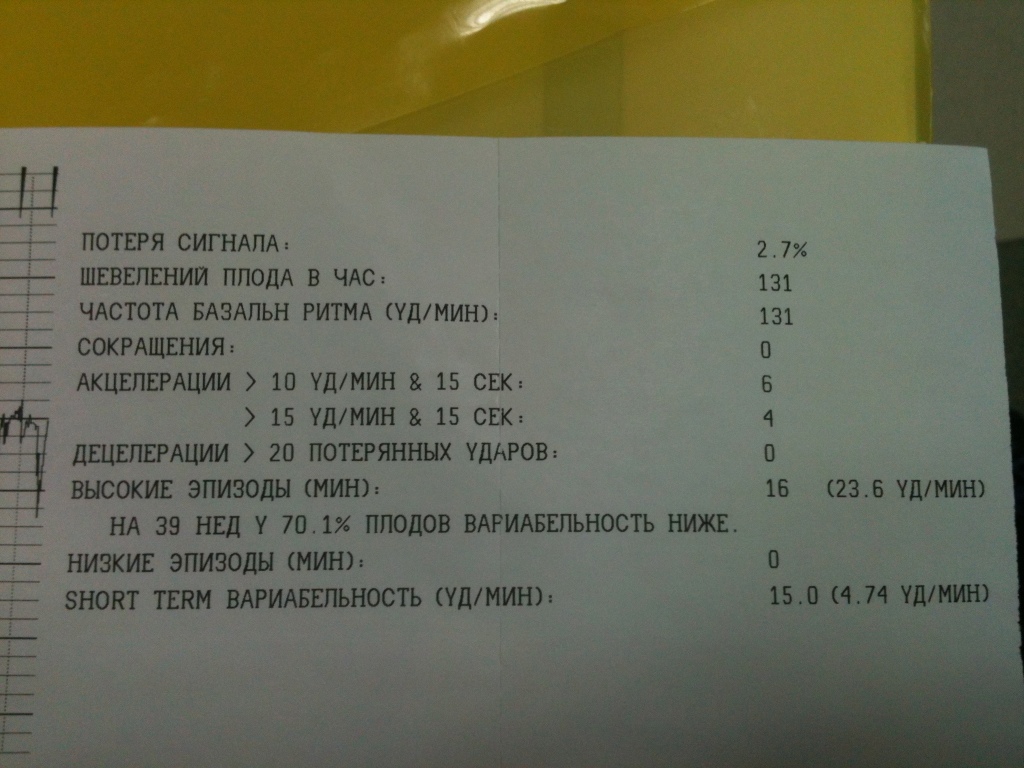 ПОТЕРЯ СИГНАЛА: 2.7%
ШЕВЕЛЕНИЙ ПЛОДА В ЧАС: 131
ЧАСТОТА БАЗАЛЬН РИТМА (УД/МИН): 131
СОКРАЩЕНИЯ: 0
АКЦЕЛЕРАЦИИ > 10 УД/МИН & 15 СЕК: 6
> 15 УД/МИН & 15 СЕК: 4
ДЕЦЕЛЕРАЦИИ > 20 ПОТЕРЯННЫХ УДАРОВ: 0
ВЫСОКИЕ ЭПИЗОДЫ (МИН): 16 (23.6 УД/МИН)
НА 39 НЕД У 70.1% ПЛОДОВ ВАРИАБЕЛЬНОСТЬ НИЖЕ.
НИЗКИЕ ЭПИЗОДЫ (МИН): 0
SHORT TERM ВАРИАБЕЛЬНОСТЬ (УД/МИН): 15.0 (4.74 УД/МИН)